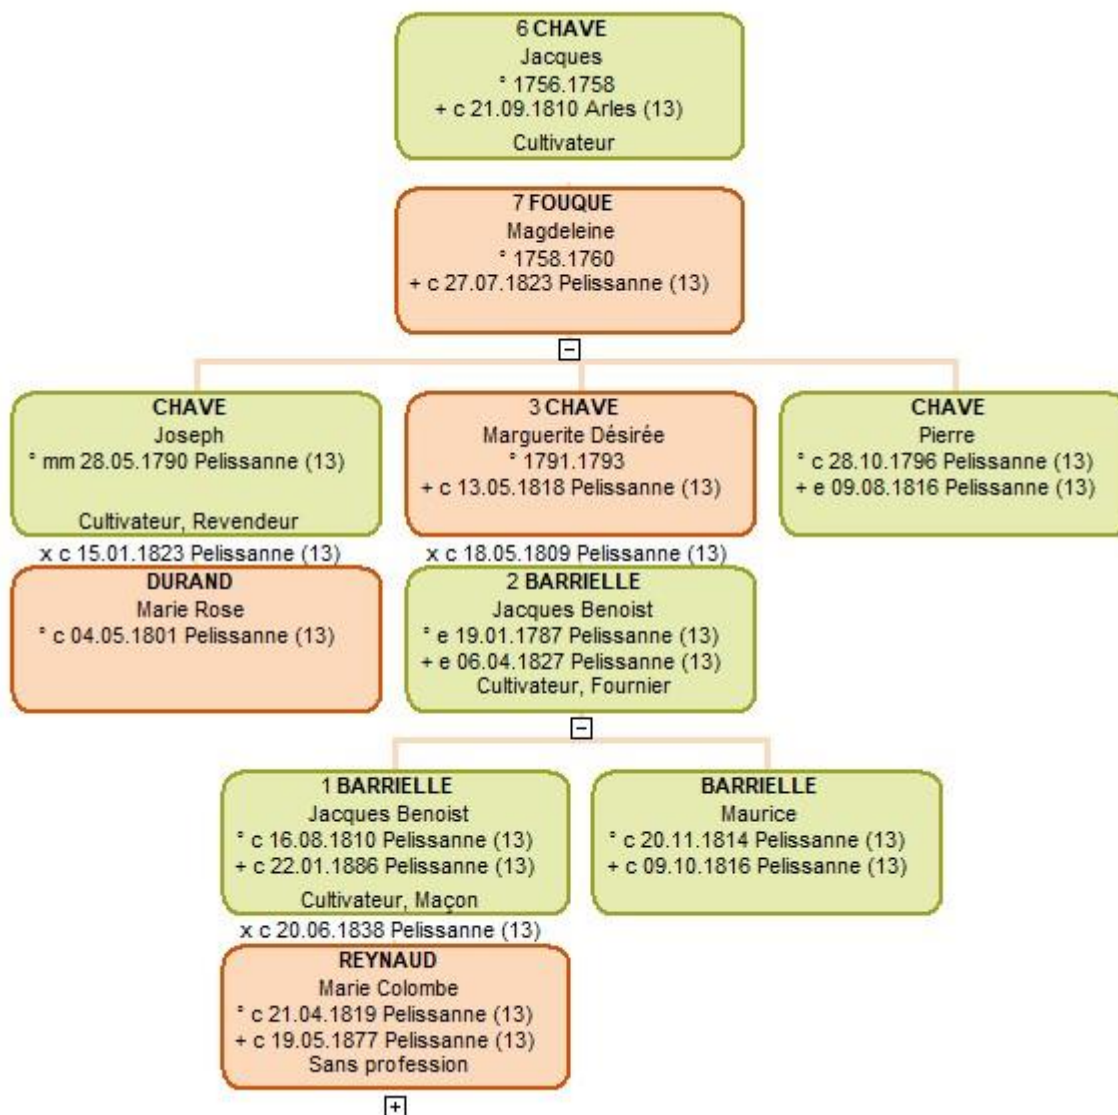 6 CHAVE
Jacques
° 1756.1758
+ c 21.09.1810 Arles (13)
Cultivateur
7 FOUQUE
Magdeleine
° 1758.1760
+ c 27.07.1823 Pelissanne (13)
CHAVE
Joseph
° mm 28.05.1790 Pelissanne (13)
Cultivateur, Revendeur
x c 15.01.1823 Pelissanne (13)
DURAND
Marie Rose
° c 04.05.1801 Pelissanne (13)
3 CHAVE
Marguerite Désirée
° 1791.1793
+ c 13.05.1818 Pelissanne (13)
x c 18.05.1809 Pelissanne (13)
2 BARRIELLE
Jacques Benoist
° e 19.01.1787 Pelissanne (13)
+ e 06.04.1827 Pelissanne (13)
Cultivateur, Fournier
CHAVE
Pierre
° c 28.10.1796 Pelissanne (13)
+ e 09.08.1816 Pelissanne (13)
1 BARRIELLE
Jacques Benoist
° c 16.08.1810 Pelissanne (13)
+ c 22.01.1886 Pelissanne (13)
Cultivateur, Maçon
x c 20.06.1838 Pelissanne (13)
REYNAUD
Marie Colombe
° c 21.04.1819 Pelissanne (13)
+ c 19.05.1877 Pelissanne (13)
Sans profession
BARRIELLE
Maurice
° c 20.11.1814 Pelissanne (13)
+ c 09.10.1816 Pelissanne (13)